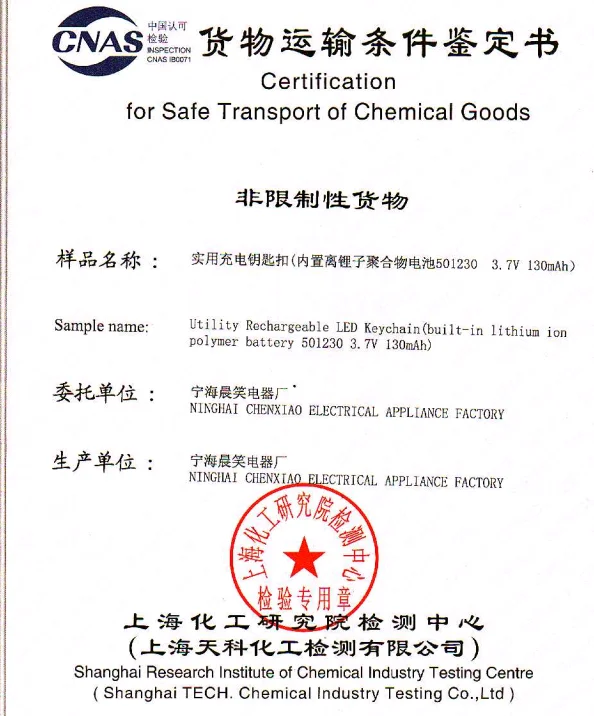 CNAS
中国认可
检验
INSPECTION
CNAS IB0071
货物运输条件鉴定书
Certification
for Safe Transport of Chemical Goods
非限制性货物
样品名称： 实用充电钥匙扣(内置离锂子聚合物电池501230 3.7V 130mAh)
Sample name: Utility Rechargeable LED Keychain(built-in lithium ion
polymer battery 501230 3.7V 130mAh)
委托单位： 宁海晨笑电器厂
NINGHAI CHENXIAO ELECTRICAL APPLIANCE FACTORY
生产单位： 宁海晨笑电器厂
NINGHAI CHENXIAO ELECTRICAL APPLIANCE FACTORY
上海化工研究院检测中心
检验专用章
上海化工研究院检测中心
(上海天科化工检测有限公司)
Shanghai Research Institute of Chemical Industry Testing Centre
( Shanghai TECH. Chemical Industry Testing Co.,Ltd )